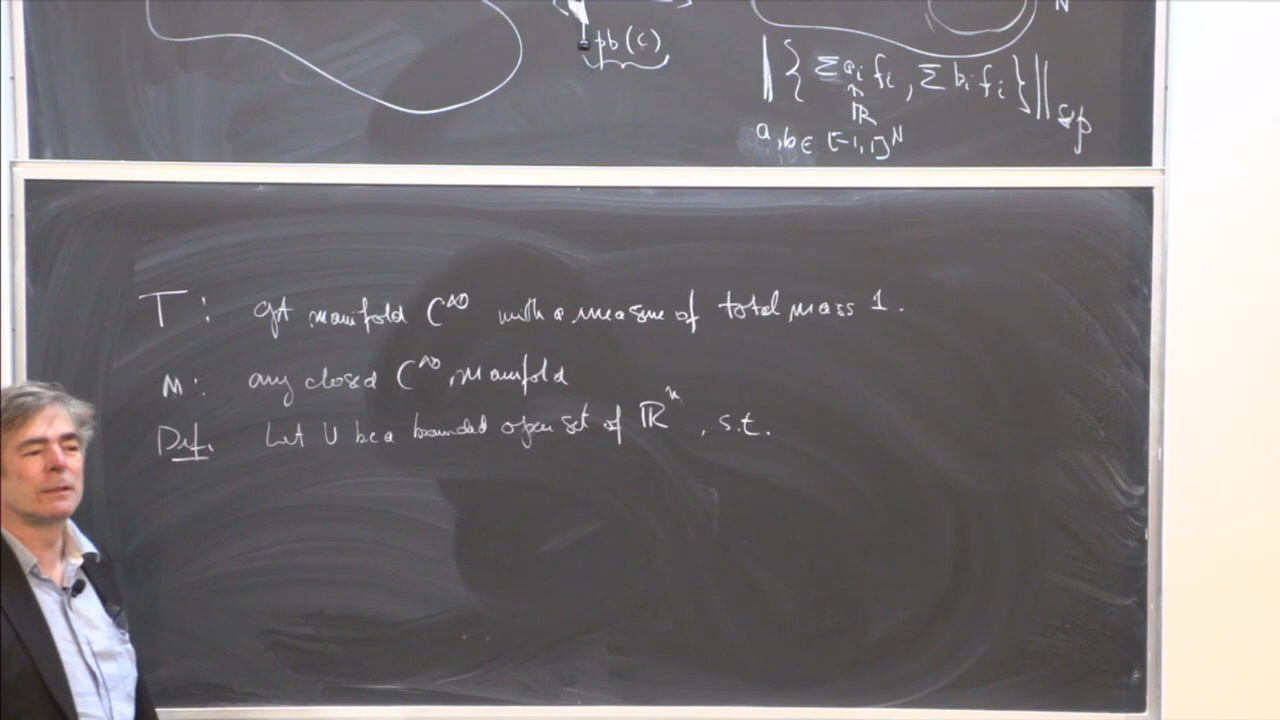 pb(c)
N
‖{Σ aᵢ fᵢ , Σ bᵢ fᵢ}‖
↑
ℝ
a, b ∈ [-1, 1]^N
T : cpt manifold C^∞ with a measure of total mass 1.
M : any closed C^∞ manifold
Def. Let U be a bounded open set of ℝⁿ, s.t.